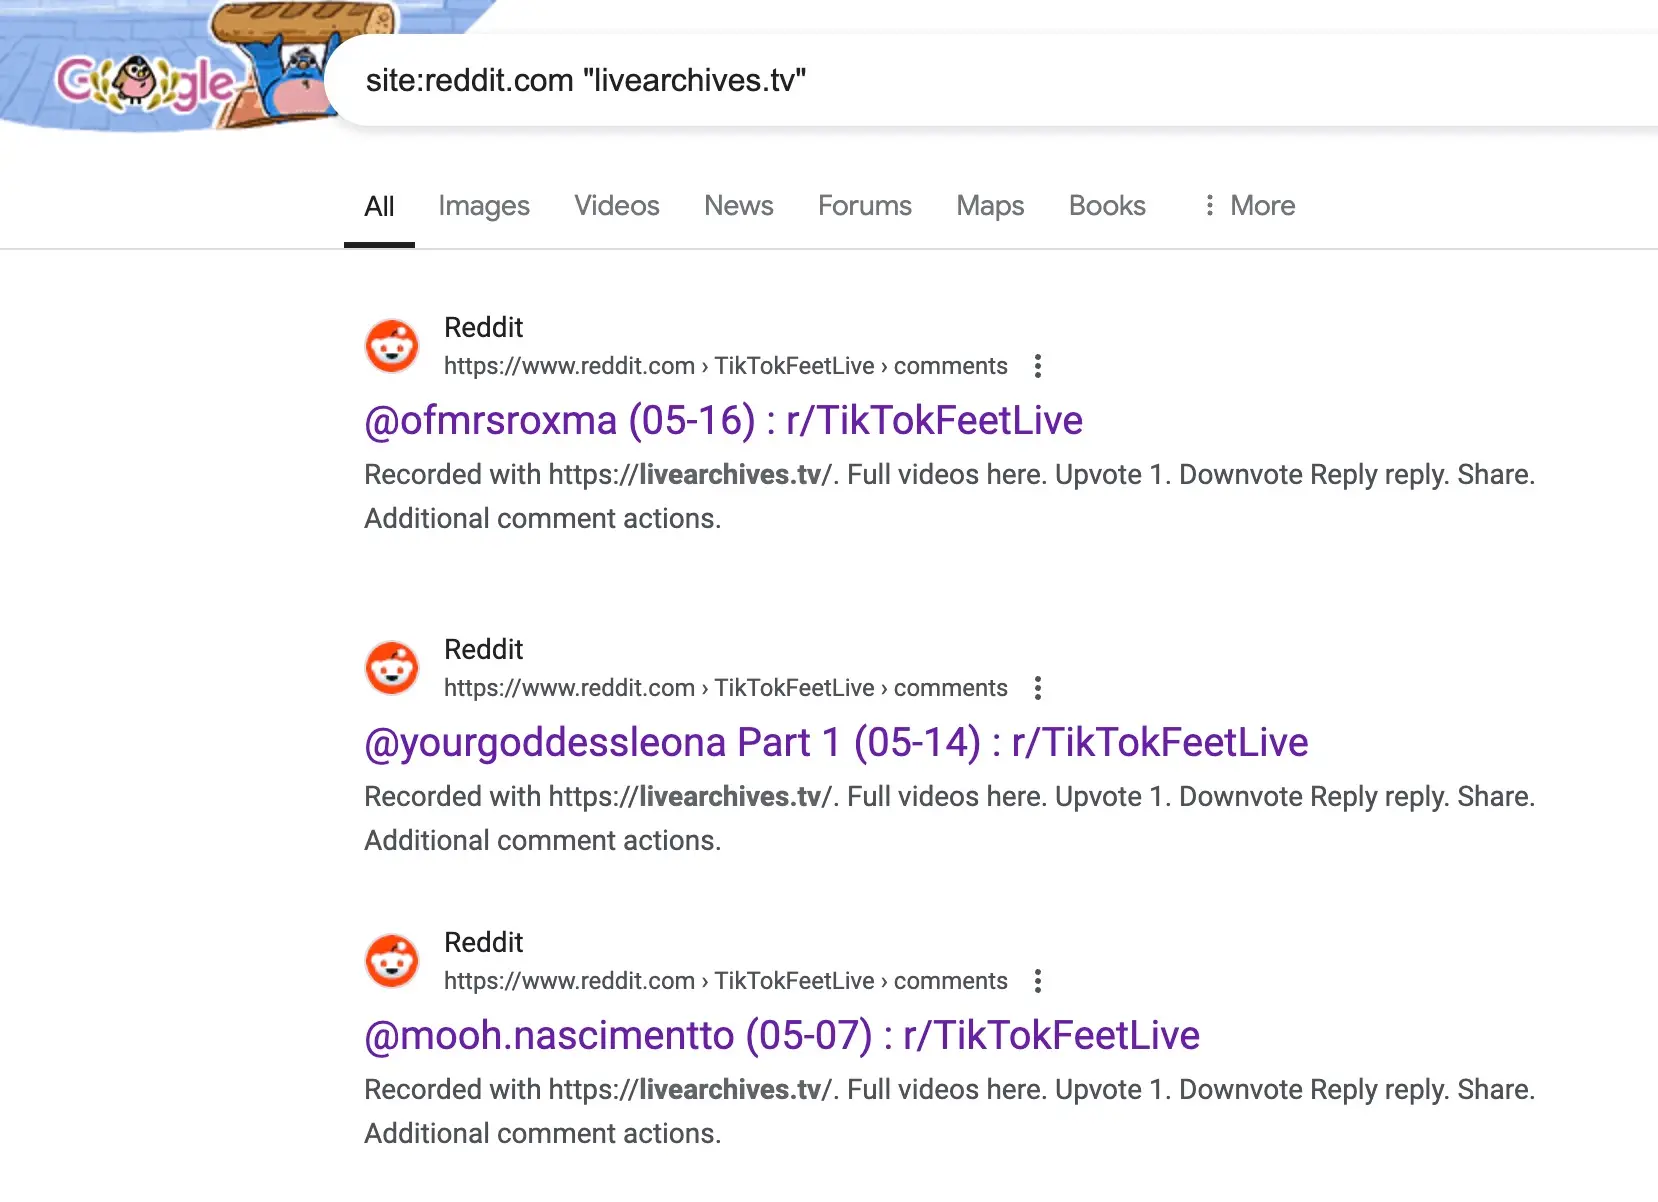 Google
site:reddit.com "livearchives.tv"
All Images Videos News Forums Maps Books More
Reddit
https://www.reddit.com › TikTokFeetLive › comments
@ofmrsroxma (05-16) : r/TikTokFeetLive
Recorded with https://livearchives.tv/. Full videos here. Upvote 1. Downvote Reply reply. Share.
Additional comment actions.
Reddit
https://www.reddit.com › TikTokFeetLive › comments
@yourgoddessleona Part 1 (05-14) : r/TikTokFeetLive
Recorded with https://livearchives.tv/. Full videos here. Upvote 1. Downvote Reply reply. Share.
Additional comment actions.
Reddit
https://www.reddit.com › TikTokFeetLive › comments
@mooh.nascimentto (05-07) : r/TikTokFeetLive
Recorded with https://livearchives.tv/. Full videos here. Upvote 1. Downvote Reply reply. Share.
Additional comment actions.